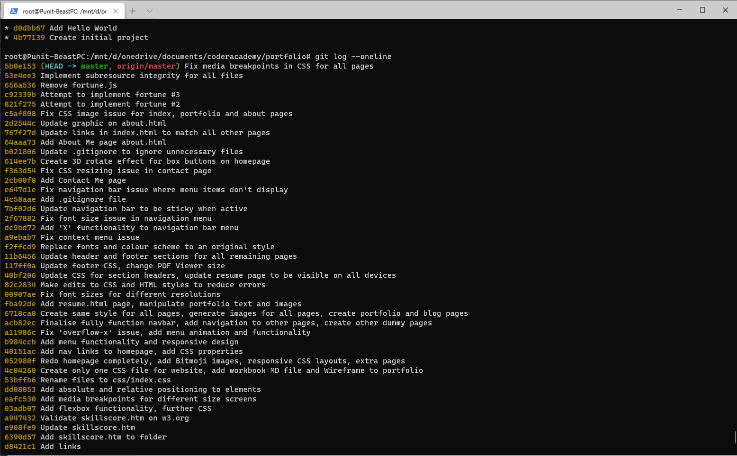 root@Punit-BeastPC: /mnt/d/or
* d0dbb67 Add Hello World
* 4b77139 Create initial project
root@Punit-BeastPC:/mnt/d/onedrive/documents/coderacademy/portfolio# git log --oneline
5b0e153 (HEAD -> master, origin/master) Fix media breakpoints in CSS for all pages
53e4ee3 Implement subresource integrity for all files
656a536 Remove fortune.js
c92339b Attempt to implement fortune #3
821f275 Attempt to implement fortune #2
c5af808 Fix CSS image issue for index, portfolio and about pages
2d2544c Update graphic on about.html
767f27d Update links in index.html to match all other pages
64aaa73 Add About Me page about.html
b021806 Update .gitignore to ignore unnecessary files
614ee7b Create 3D rotate effect for box buttons on homepage
f363d54 Fix CSS resizing issue in contact page
2cb00f0 Add Contact Me page
e647d1e Fix navigation bar issue where menu items don't display
4c58aae Add .gitignore file
7bf02d6 Update navigation bar to be sticky when active
2f67882 Fix font size issue in navigation menu
dc9bd72 Add 'X' functionality to navigation bar menu
a9ebab7 Fix context menu issue
f2ffcd9 Replace fonts and colour scheme to an original style
11b6456 Update header and footer sections for all remaining pages
117ff0a Update footer CSS, change PDF Viewer size
40bf206 Update CSS for section headers, update resume page to be visible on all devices
82c2834 Make edits to CSS and HTML styles to reduce errors
00907ae Fix font sizes for different resolutions
fba92de Add resume.html page, manipulate portfolio text and images
6718ca0 Create same style for all pages, generate images for all pages, create portfolio and blog pages
acb82ec Finalise fully function navbar, add navigation to other pages, create other dummy pages
a11986c Fix 'overflow-x' issue, add menu animation and functionality
b984ccb Add menu functionality and responsive design
40151ac Add nav links to homepage, add CSS properties
052980f Redo homepage completely, add Bitmoji images, responsive CSS layouts, extra pages
4c04260 Create only one CSS file for website, add workbook MD file and Wireframe to portfolio
53bffb6 Rename files to css/index.css
dd08053 Add absolute and relative positioning to elements
eafc530 Add media breakpoints for different size screens
03adb07 Add flexbox functionality, further CSS
a947432 Validate skillscore.htm on w3.org
e908fe9 Update skillscore.htm
6390d57 Add skillscore.htm to folder
d8421c1 Add links